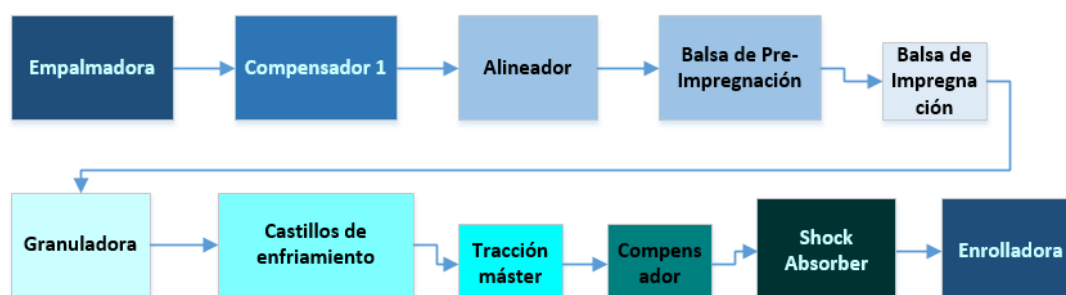 Empalmadora
Compensador 1
Alineador
Balsa de Pre-
Impregnación
Balsa de
Impregna
ción
Granuladora
Castillos de
enfriamiento
Tracción
máster
Compens
ador
Shock
Absorber
Enrolladora